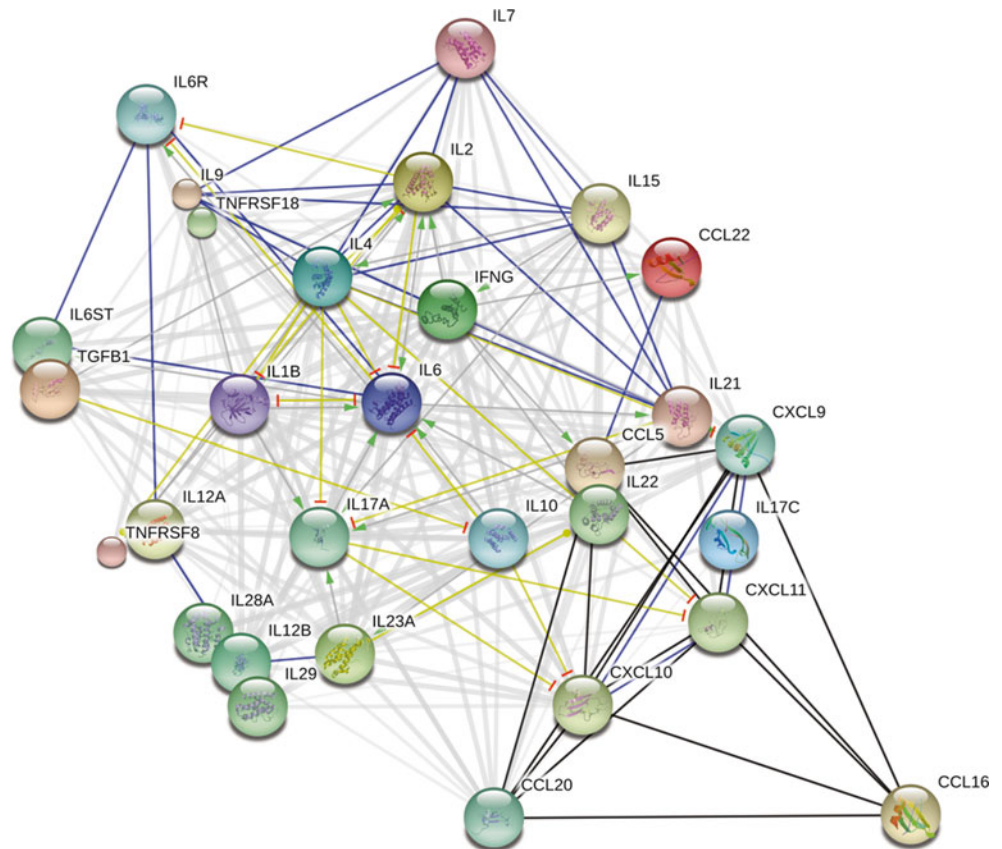 IL7
IL6R
IL2
IL9
IL15
TNFRSF18
IL4
CCL22
IFNG
IL6ST
TGFB1
IL1B
IL6
IL21
CXCL9
CCL5
IL22
IL12A
IL17A
IL10
IL17C
TNFRSF8
CXCL11
IL28A
IL12B
IL23A
IL29
CXCL10
CCL20
CCL16